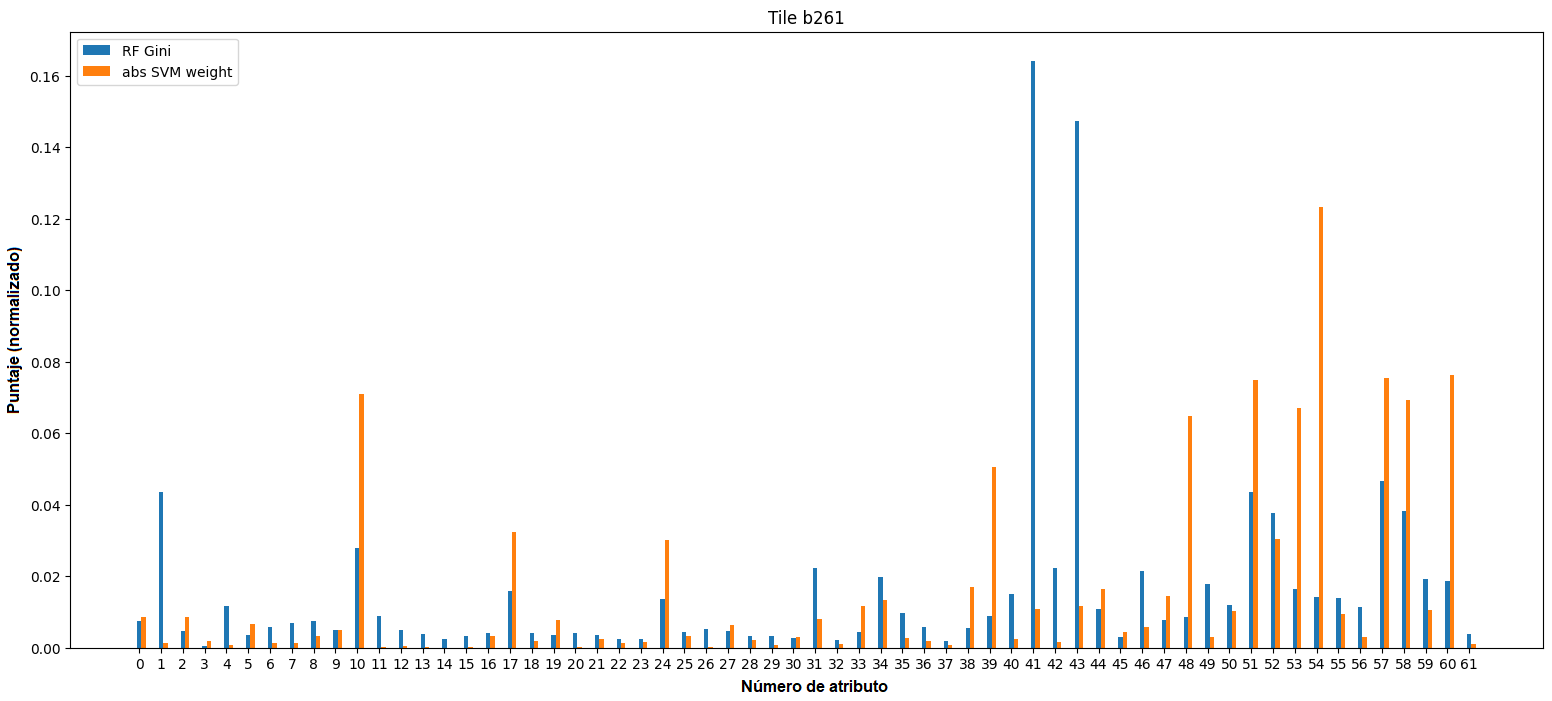 Tile b261
RF Gini
abs SVM weight
0.16
0.14
0.12
0.10
0.08
0.06
0.04
0.02
0.00
Puntaje (normalizado)
0 1 2 3 4 5 6 7 8 9 10 11 12 13 14 15 16 17 18 19 20 21 22 23 24 25 26 27 28 29 30 31 32 33 34 35 36 37 38 39 40 41 42 43 44 45 46 47 48 49 50 51 52 53 54 55 56 57 58 59 60 61
Número de atributo